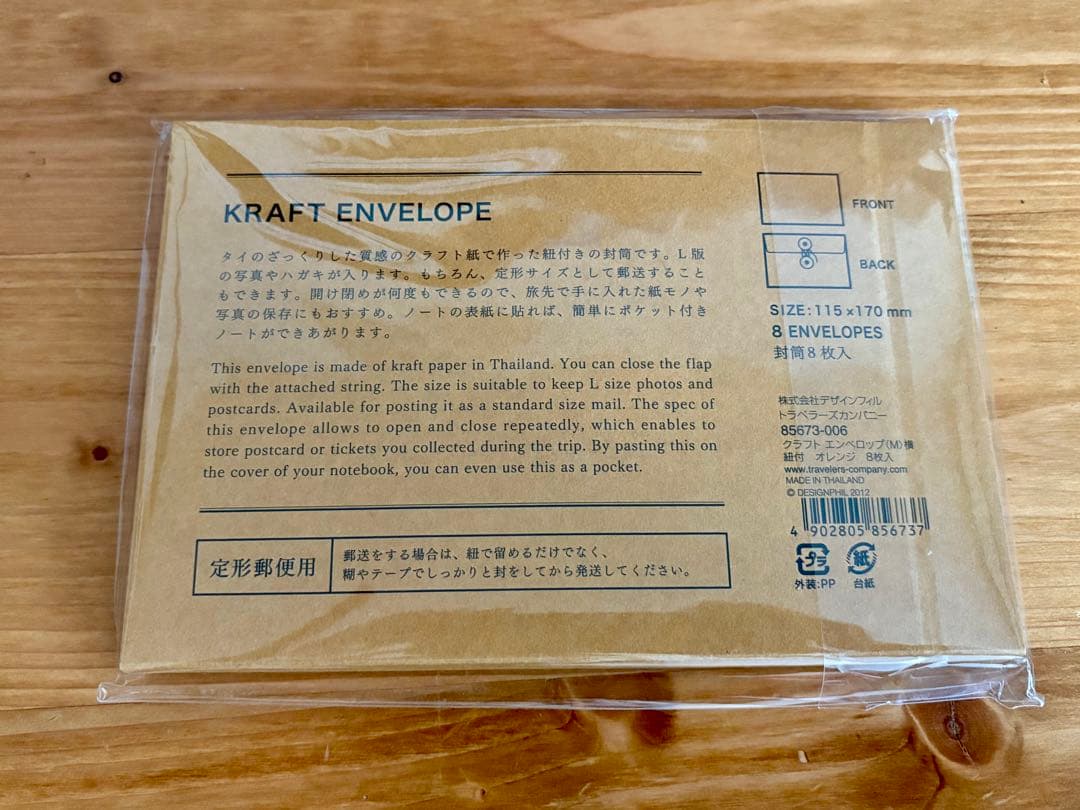 KRAFT ENVELOPE
タイのざっくりした質感のクラフト紙で作った紐付きの封筒です。L版
の写真やハガキが入ります。もちろん、定形サイズとして郵送すること
もできます。開け閉めが何度もできるので、旅先で手に入れた紙モノや
写真の保存にもおすすめ。ノートの表紙に貼れば、簡単にポケット付き
ノートができあがります。
This envelope is made of kraft paper in Thailand. You can close the flap
with the attached string. The size is suitable to keep L size photos and
postcards. Available for posting it as a standard size mail. The spec of
this envelope allows to open and close repeatedly, which enables to
store postcard or tickets you collected during the trip. By pasting this on
the cover of your notebook, you can even use this as a pocket.
定形郵便用
郵送をする場合は、紐で留めるだけでなく、
糊やテープでしっかりと封をしてから発送してください。
FRONT
BACK
SIZE: 115×170 mm
8 ENVELOPES
封筒8枚入
株式会社デザインフィル
トラベラーズカンパニー
85673-006
クラフト エンベロップ(M)横
紐付 オレンジ 8枚入
www.travelers-company.com
MADE IN THAILAND
© DESIGNPHIL 2012
4 902805 856737
プラ 紙
外装:PP 台紙